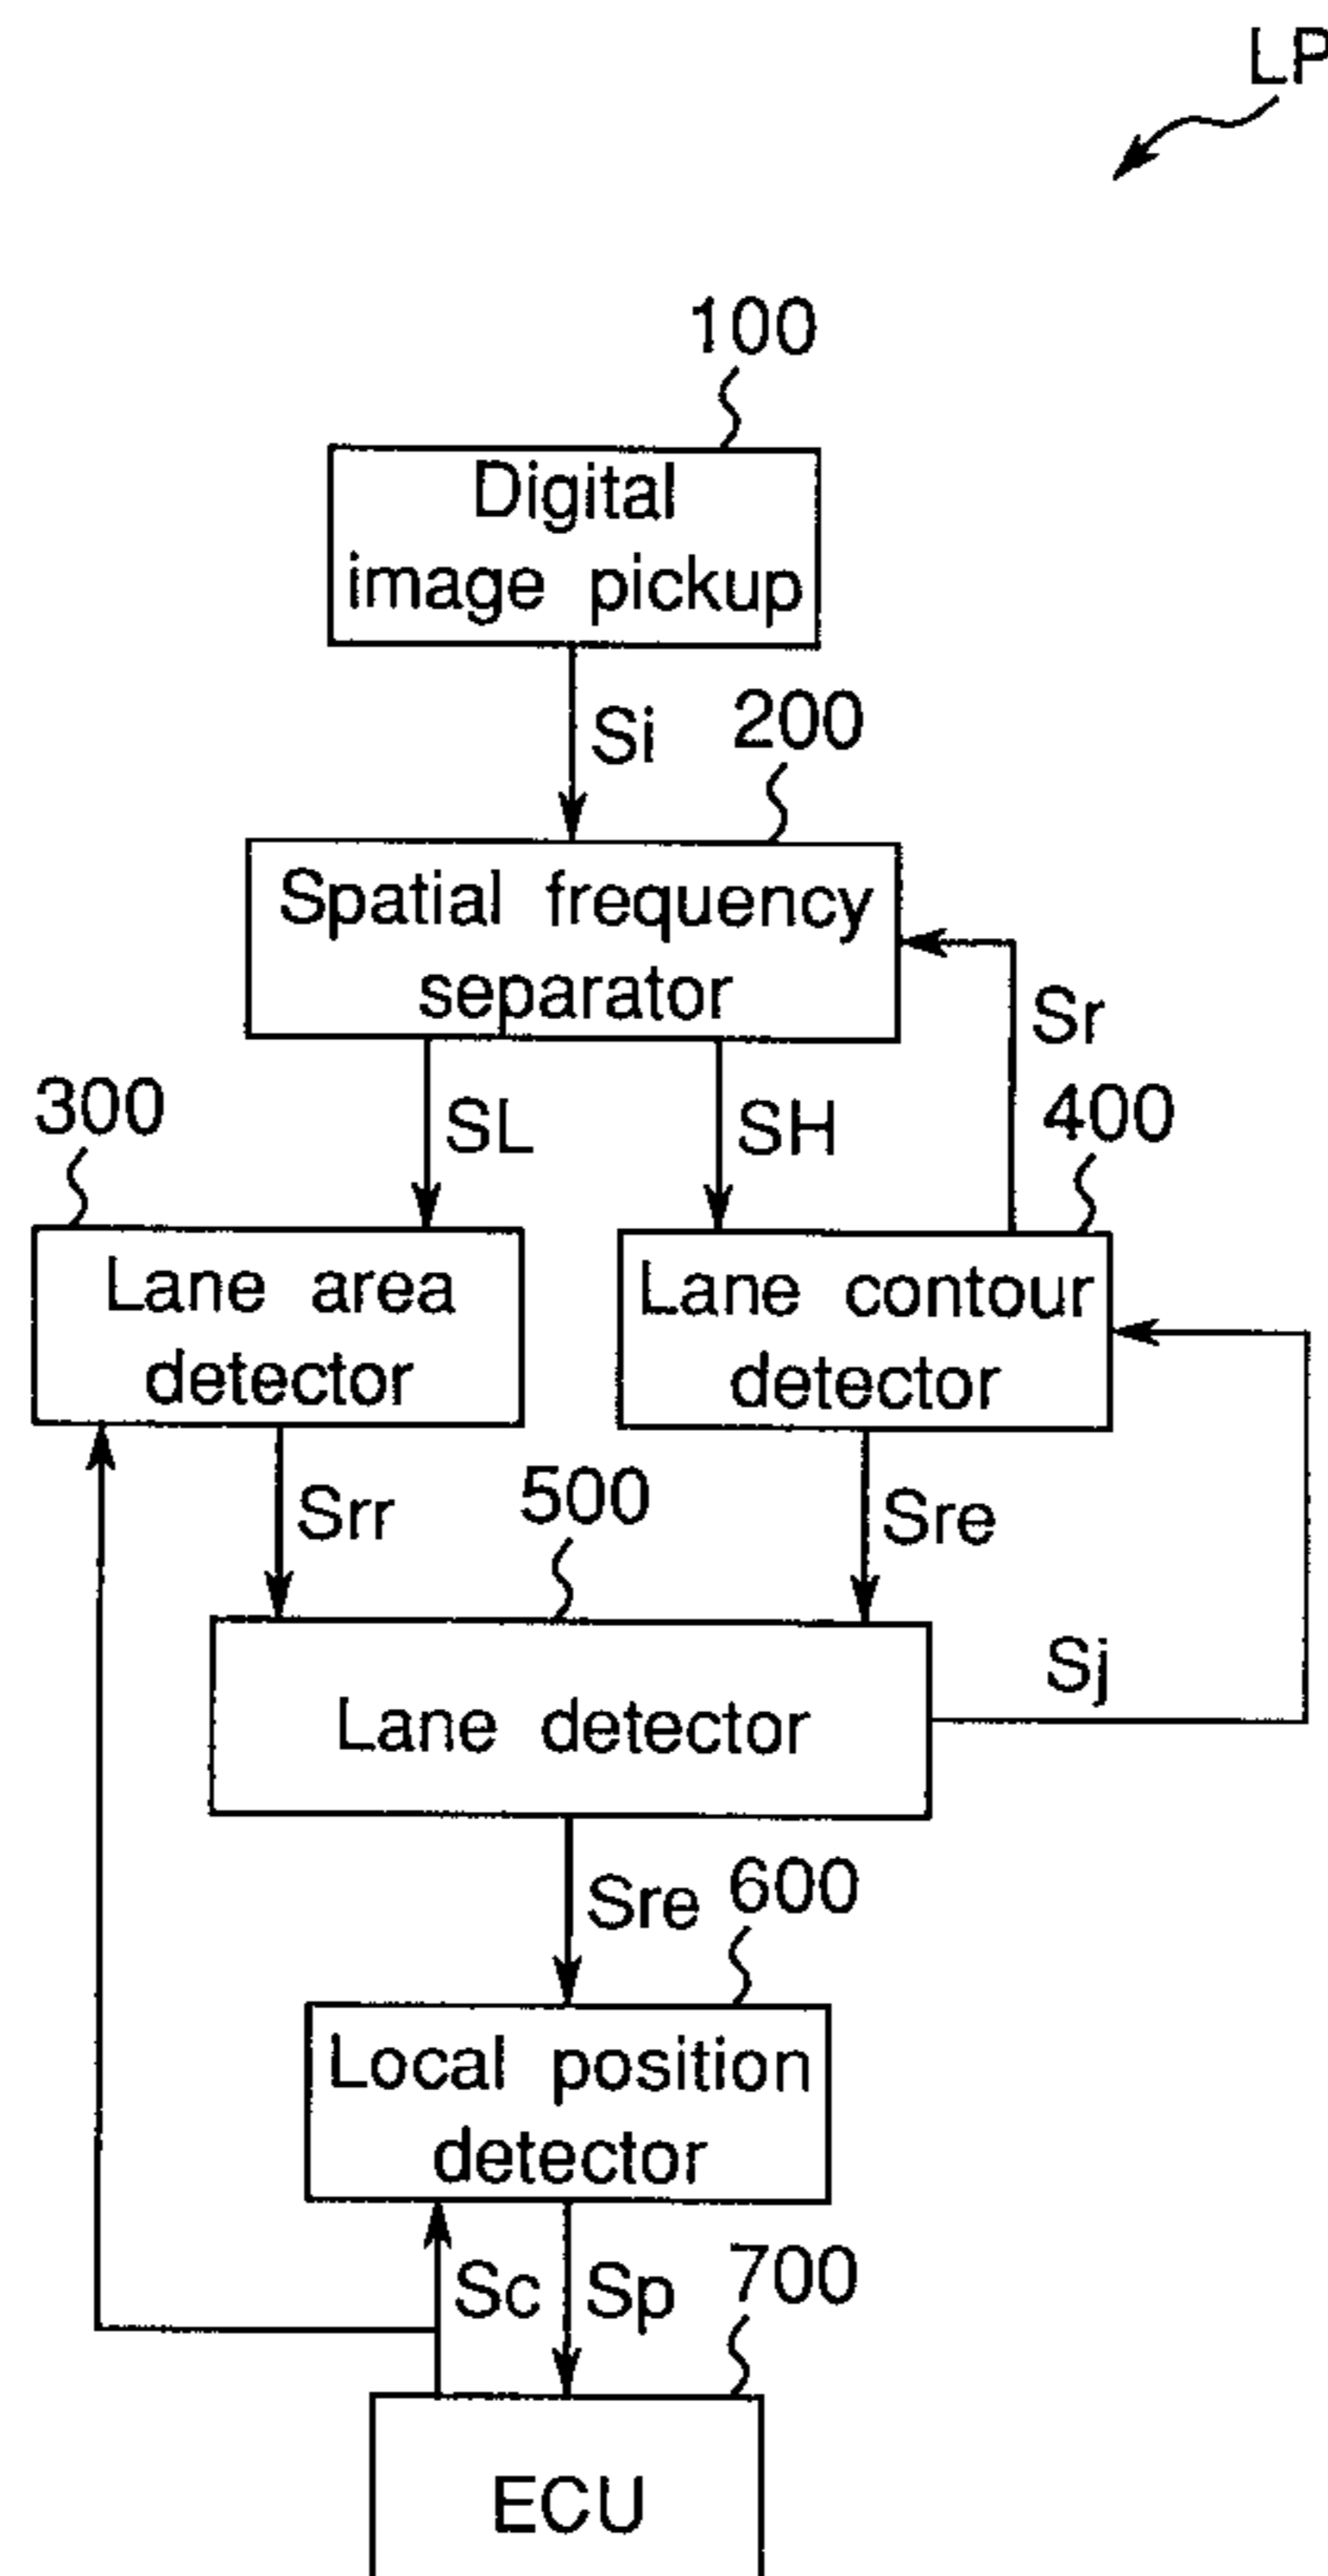 LP
100
Digital
image pickup
Si
200
Spatial frequency
separator
Sr
300
SL
SH
400
Lane area
detector
Lane contour
detector
Srr
500
Sre
Sj
Lane detector
Sre
600
Local position
detector
Sc
Sp
700
ECU